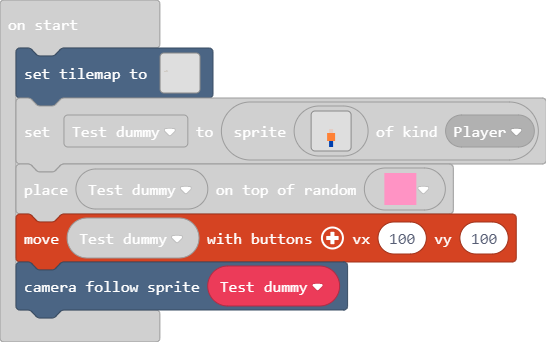 on start
set tilemap to
set Test dummy to sprite of kind Player
place Test dummy on top of random
move Test dummy with buttons vx 100 vy 100
camera follow sprite Test dummy